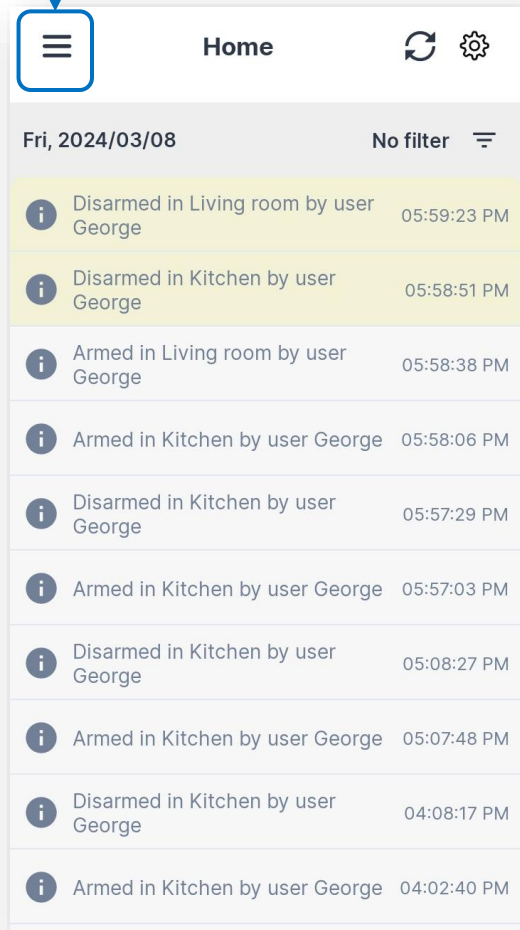 Home
Fri, 2024/03/08 No filter
Disarmed in Living room by user
George
05:59:23 PM
Disarmed in Kitchen by user
George
05:58:51 PM
Armed in Living room by user
George
05:58:38 PM
Armed in Kitchen by user George 05:58:06 PM
Disarmed in Kitchen by user
George
05:57:29 PM
Armed in Kitchen by user George 05:57:03 PM
Disarmed in Kitchen by user
George
05:08:27 PM
Armed in Kitchen by user George 05:07:48 PM
Disarmed in Kitchen by user
George
04:08:17 PM
Armed in Kitchen by user George 04:02:40 PM